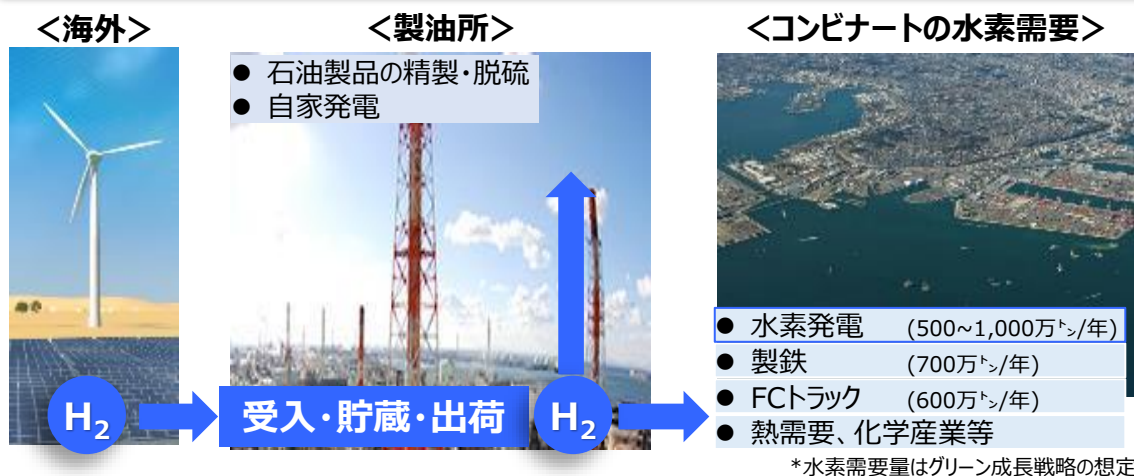 ＜海外＞
＜製油所＞
● 石油製品の精製・脱硫
● 自家発電
＜コンビナートの水素需要＞
H2
受入・貯蔵・出荷
H2
● 水素発電 (500~1,000万㌧/年)
● 製鉄 (700万㌧/年)
● FCトラック (600万㌧/年)
● 熱需要、化学産業等
*水素需要量はグリーン成長戦略の想定